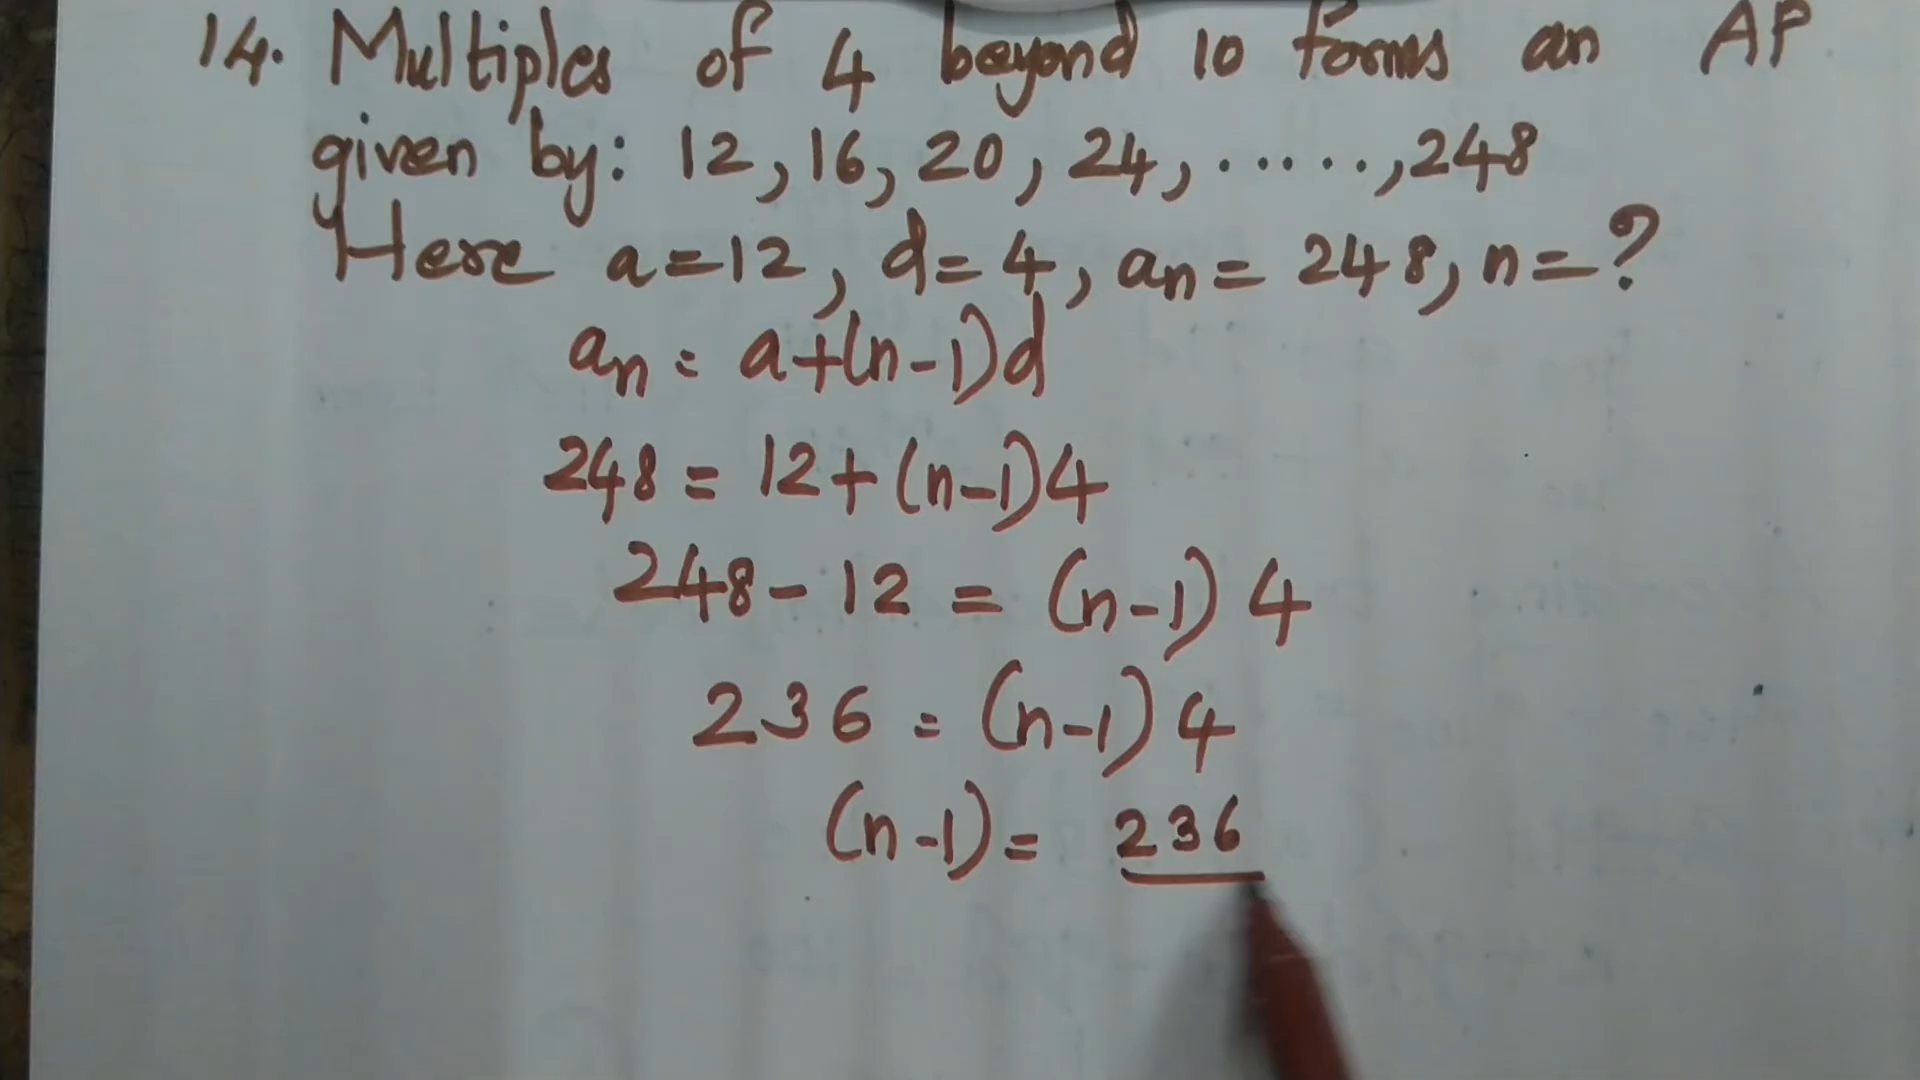 14. Multiples of 4 beyond 10 forms an AP
given by: 12, 16, 20, 24, ....., 248
Here a=12, d=4, an = 248, n=?
an = a+(n-1)d
248 = 12+(n-1)4
248-12 = (n-1)4
236 = (n-1)4
(n-1) = 236